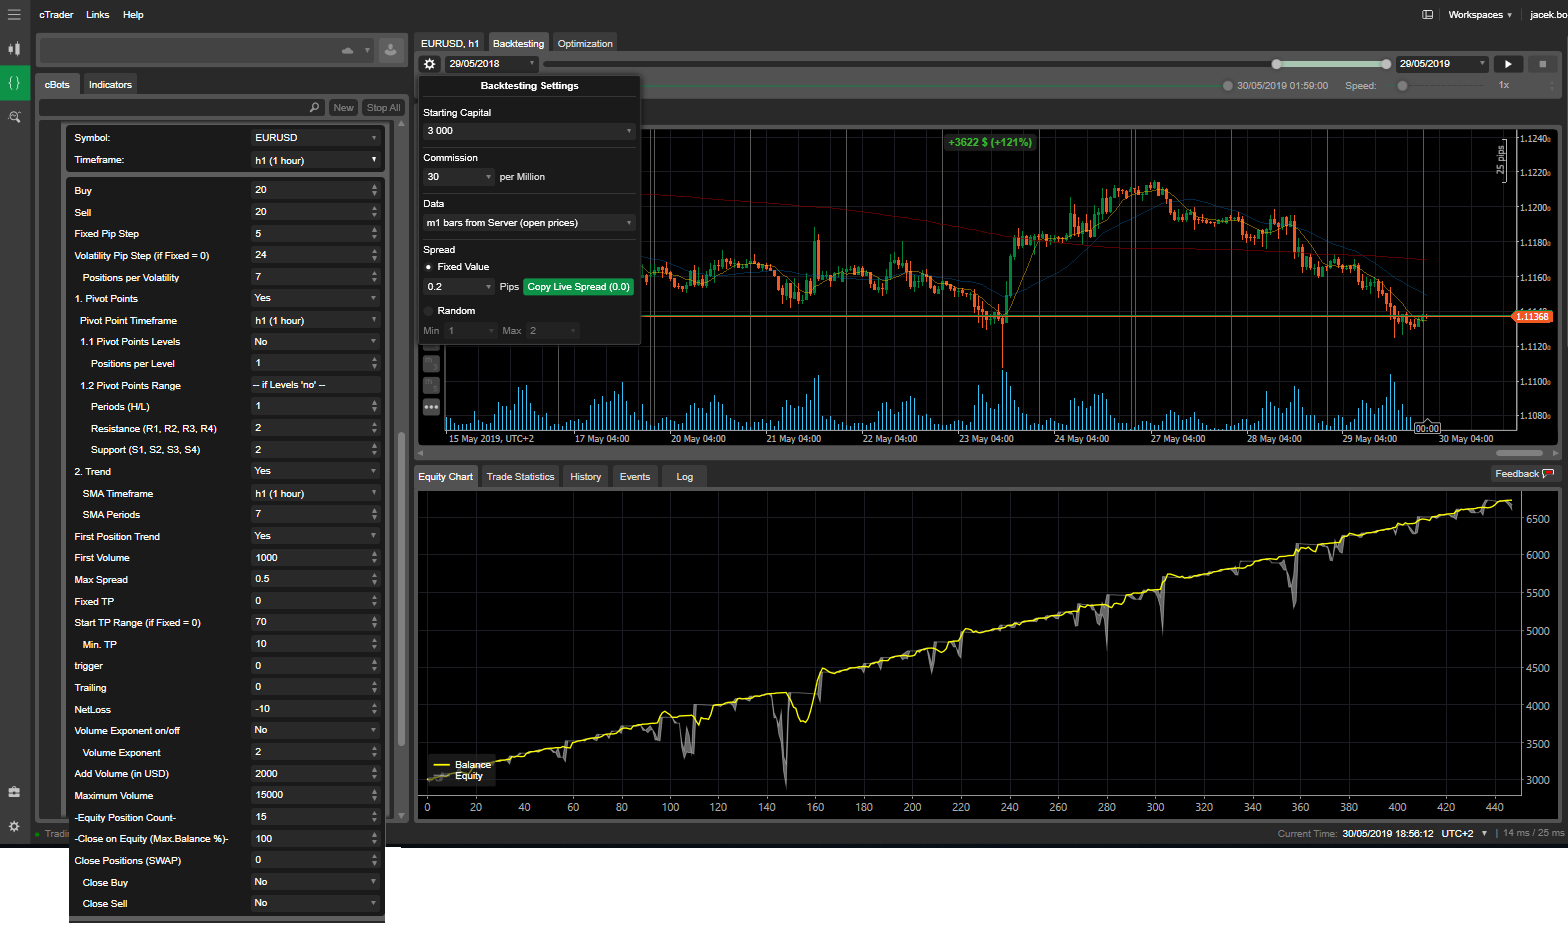 cTrader Links Help
Workspaces jacek.bo
EURUSD, h1 Backtesting Optimization
29/05/2018
29/05/2019
30/05/2019 01:59:00 Speed: 1x
cBots Indicators
New Stop All
Symbol: EURUSD
Timeframe: h1 (1 hour)
Buy 20
Sell 20
Fixed Pip Step 5
Volatility Pip Step (if Fixed = 0) 24
Positions per Volatility 7
1. Pivot Points Yes
Pivot Point Timeframe h1 (1 hour)
1.1 Pivot Points Levels No
Positions per Level 1
1.2 Pivot Points Range -- if Levels 'no' --
Periods (H/L) 1
Resistance (R1, R2, R3, R4) 2
Support (S1, S2, S3, S4) 2
2. Trend Yes
SMA Timeframe h1 (1 hour)
SMA Periods 7
First Position Trend Yes
First Volume 1000
Max Spread 0.5
Fixed TP 0
Start TP Range (if Fixed = 0) 70
Min. TP 10
trigger 0
Trailing 0
NetLoss -10
Volume Exponent on/off No
Volume Exponent 2
Add Volume (in USD) 2000
Maximum Volume 15000
-Equity Position Count- 15
-Close on Equity (Max.Balance %)- 100
Close Positions (SWAP) 0
Close Buy No
Close Sell No
Backtesting Settings
Starting Capital
3 000
Commission
30 per Million
Data
m1 bars from Server (open prices)
Spread
Fixed Value
0.2 Pips Copy Live Spread (0.0)
Random
Min 1 Max 2
+3622 $ (+121%)
25 pips
1.1240
1.1220
1.1200
1.1180
1.1160
1.11368
1.1120
1.1100
1.1080
00:00
15 May 2019, UTC+2 17 May 04:00 20 May 04:00 21 May 04:00 22 May 04:00 23 May 04:00 24 May 04:00 27 May 04:00 28 May 04:00 29 May 04:00 30 May 04:00
Equity Chart Trade Statistics History Events Log
Feedback
6500
6000
5500
5000
4500
4000
3500
3000
Balance
Equity
0 20 40 60 80 100 120 140 160 180 200 220 240 260 280 300 320 340 360 380 400 420 440
Current Time: 30/05/2019 18:56:12 UTC+2 | 14 ms / 25 ms